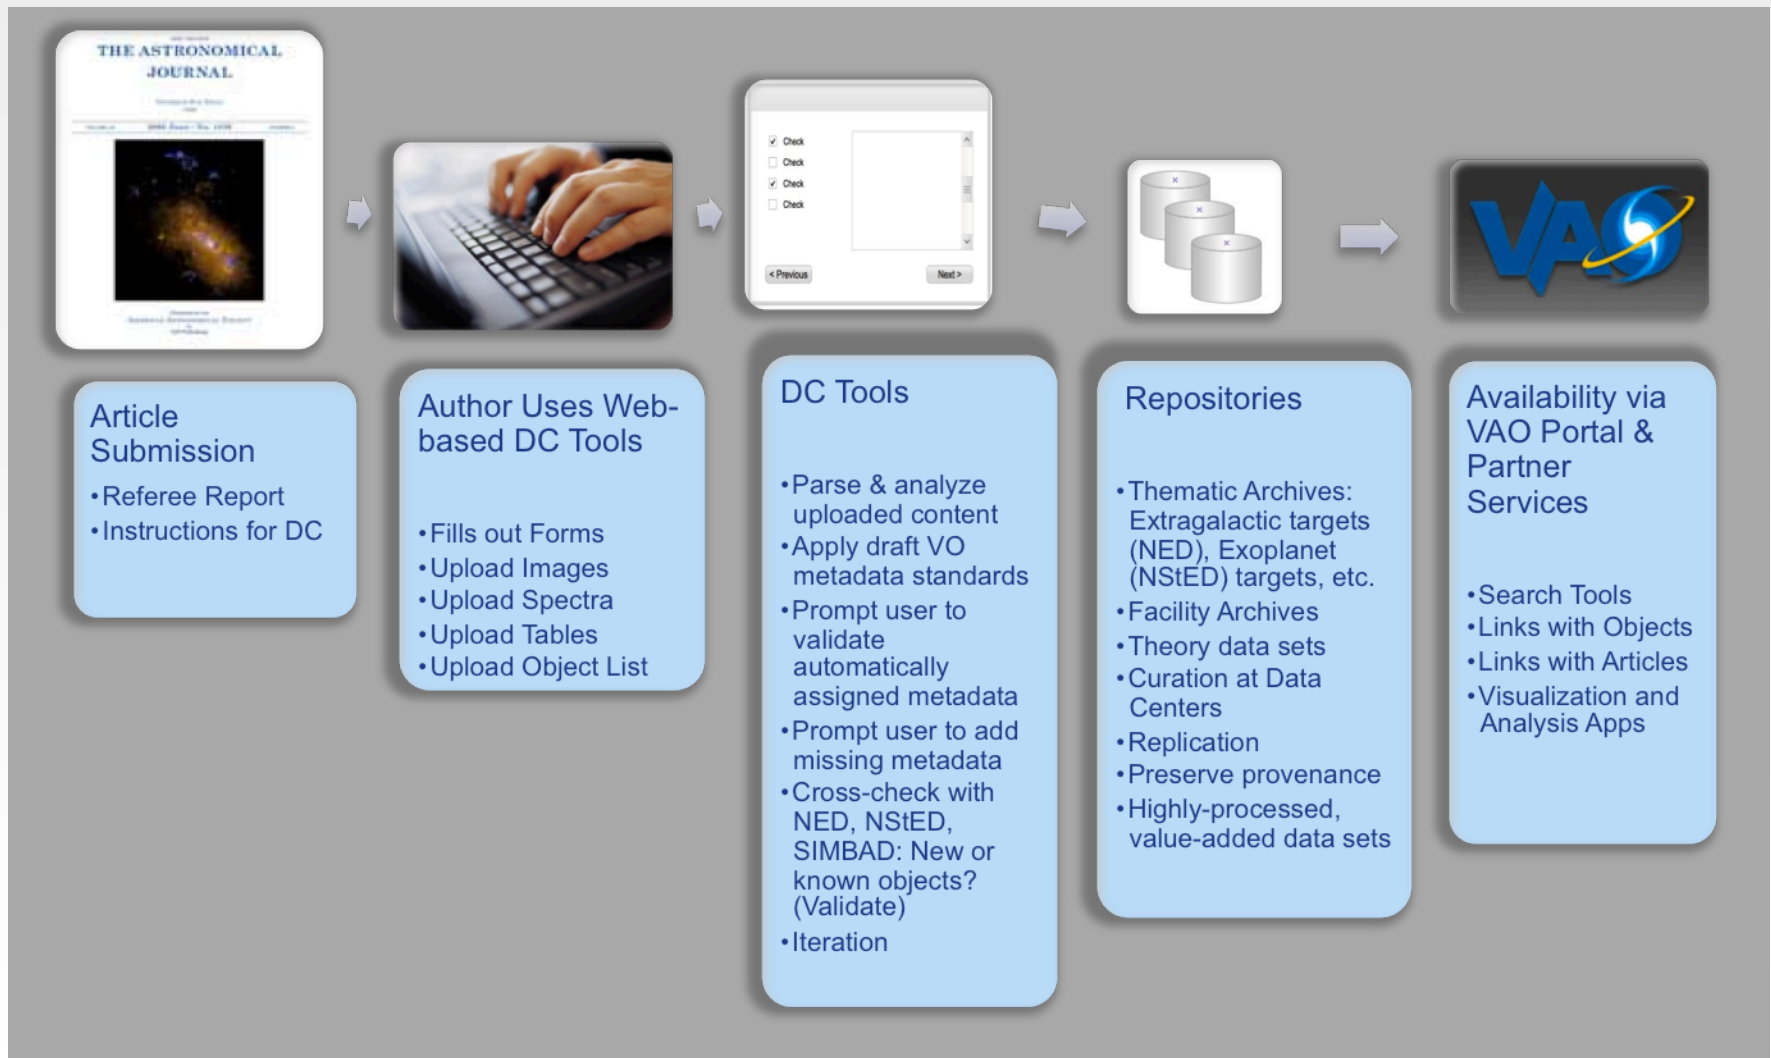 THE ASTRONOMICAL
JOURNAL
Check
Check
Check
Check
< Previous
Next >
VAO
Article
Submission
•Referee Report
•Instructions for DC
Author Uses Web-
based DC Tools
•Fills out Forms
•Upload Images
•Upload Spectra
•Upload Tables
•Upload Object List
DC Tools
•Parse & analyze
uploaded content
•Apply draft VO
metadata standards
•Prompt user to
validate
automatically
assigned metadata
•Prompt user to add
missing metadata
•Cross-check with
NED, NStED,
SIMBAD: New or
known objects?
(Validate)
•Iteration
Repositories
•Thematic Archives:
Extragalactic targets
(NED), Exoplanet
(NStED) targets, etc.
•Facility Archives
•Theory data sets
•Curation at Data
Centers
•Replication
•Preserve provenance
•Highly-processed,
value-added data sets
Availability via
VAO Portal &
Partner
Services
•Search Tools
•Links with Objects
•Links with Articles
•Visualization and
Analysis Apps